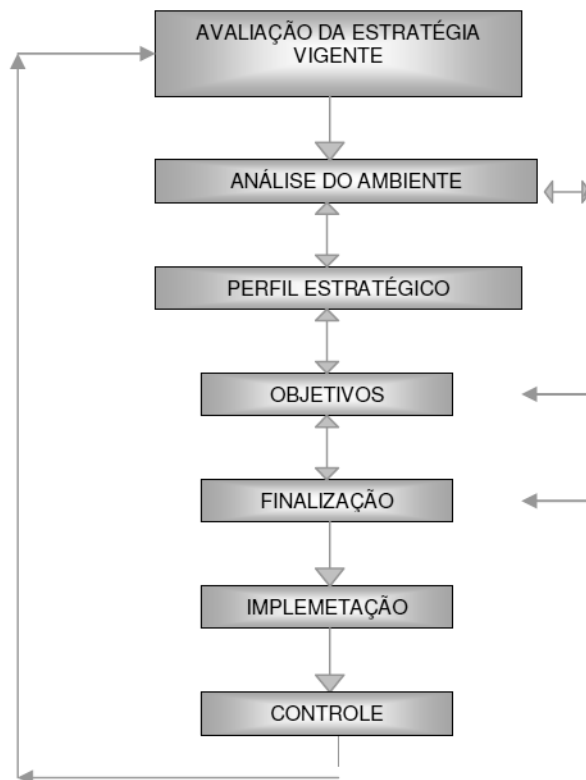 AVALIAÇÃO DA ESTRATÉGIA
VIGENTE
ANÁLISE DO AMBIENTE
PERFIL ESTRATÉGICO
OBJETIVOS
FINALIZAÇÃO
IMPLEMETAÇÃO
CONTROLE